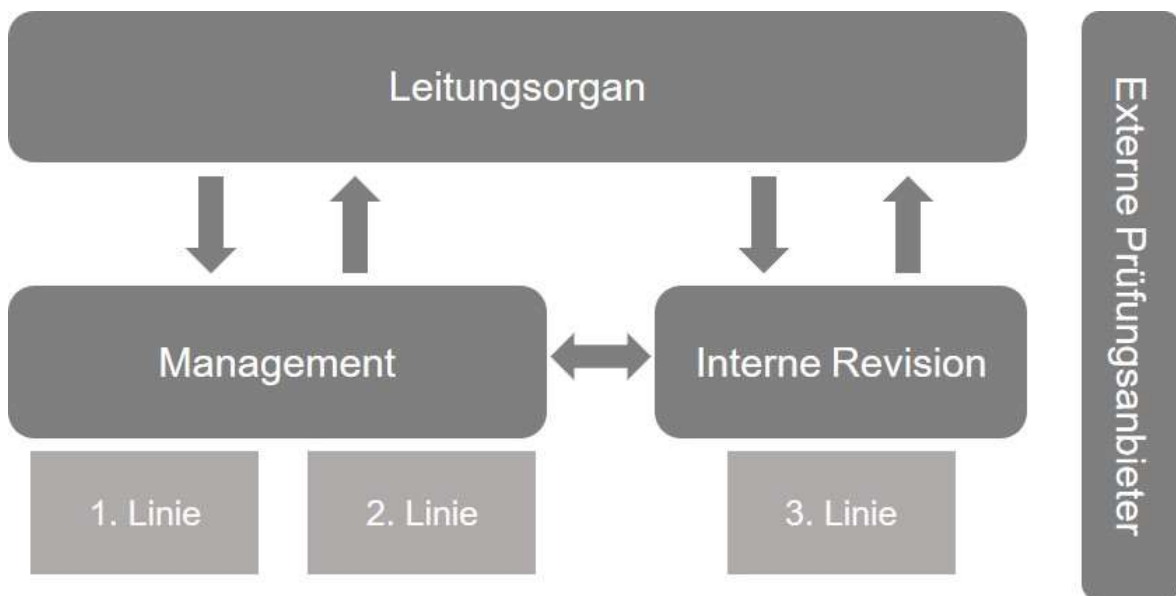 Leitungsorgan
Management
Interne Revision
1. Linie
2. Linie
3. Linie
Externe Prüfungsanbieter